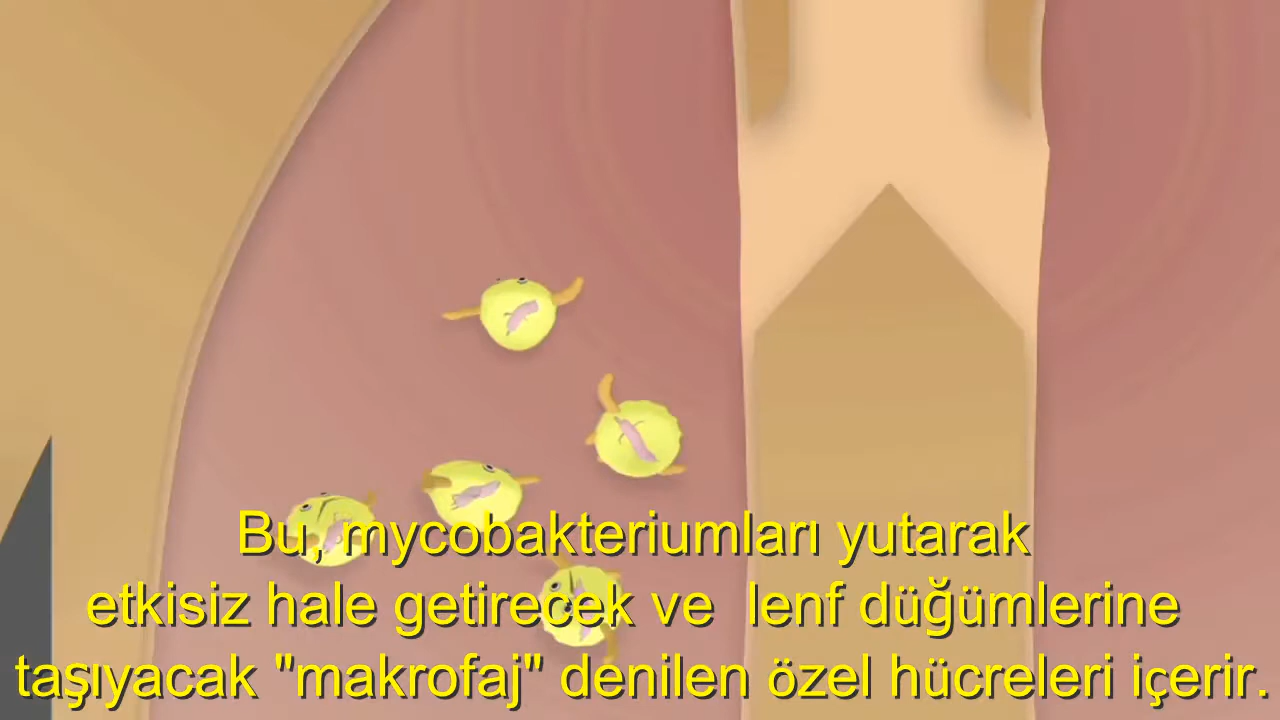 Bu, mycobakteriumları yutarak
etkisiz hale getirecek ve  lenf düğümlerine
taşıyacak "makrofaj" denilen özel hücreleri içerir.